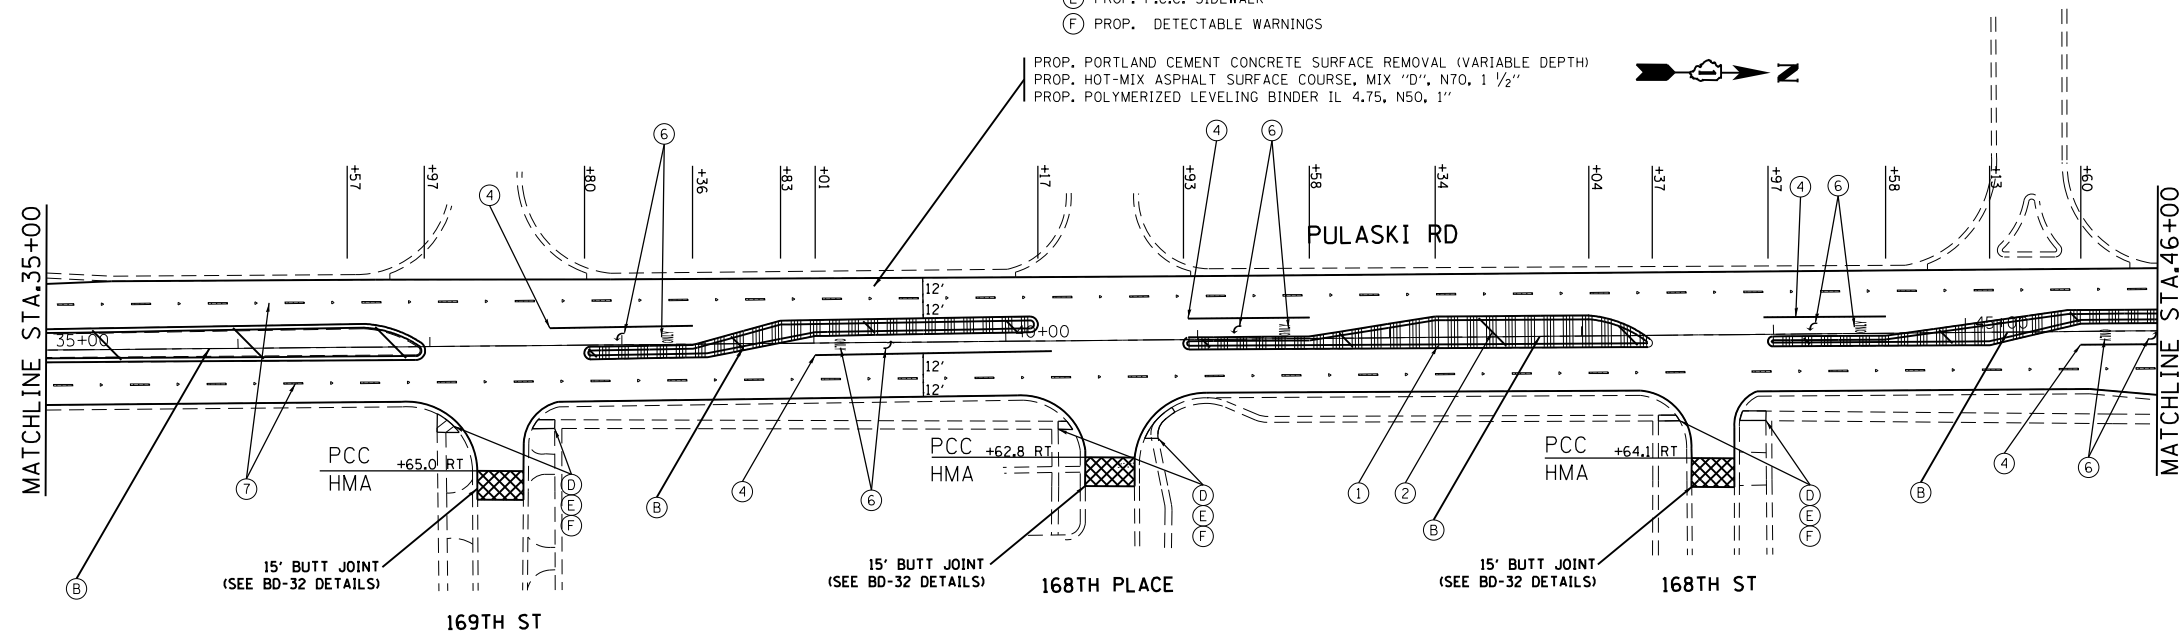 E PROP. P.C.C. SIDEWALK
F PROP. DETECTABLE WARNINGS
PROP. PORTLAND CEMENT CONCRETE SURFACE REMOVAL (VARIABLE DEPTH)
PROP. HOT-MIX ASPHALT SURFACE COURSE, MIX "D", N70, 1 1/2"
PROP. POLYMERIZED LEVELING BINDER IL 4.75, N50, 1"
N
6
4
6
4
6
4
+57
+97
+80
+36
+83
+01
+17
+93
+58
+34
+04
+37
+97
+58
+13
+60
MATCHLINE STA.35+00
MATCHLINE STA.46+00
PULASKI RD
12'
12'
12'
12'
35+00
40+00
45+00
ONLY
ONLY
ONLY
ONLY
ONLY
PCC
HMA
+65.0 RT
PCC
HMA
+62.8 RT
PCC
HMA
+64.1 RT
7
B
D
E
F
B
4
6
D
E
F
1
2
B
D
E
F
B
4
6
15' BUTT JOINT
(SEE BD-32 DETAILS)
15' BUTT JOINT
(SEE BD-32 DETAILS)
15' BUTT JOINT
(SEE BD-32 DETAILS)
169TH ST
168TH PLACE
168TH ST